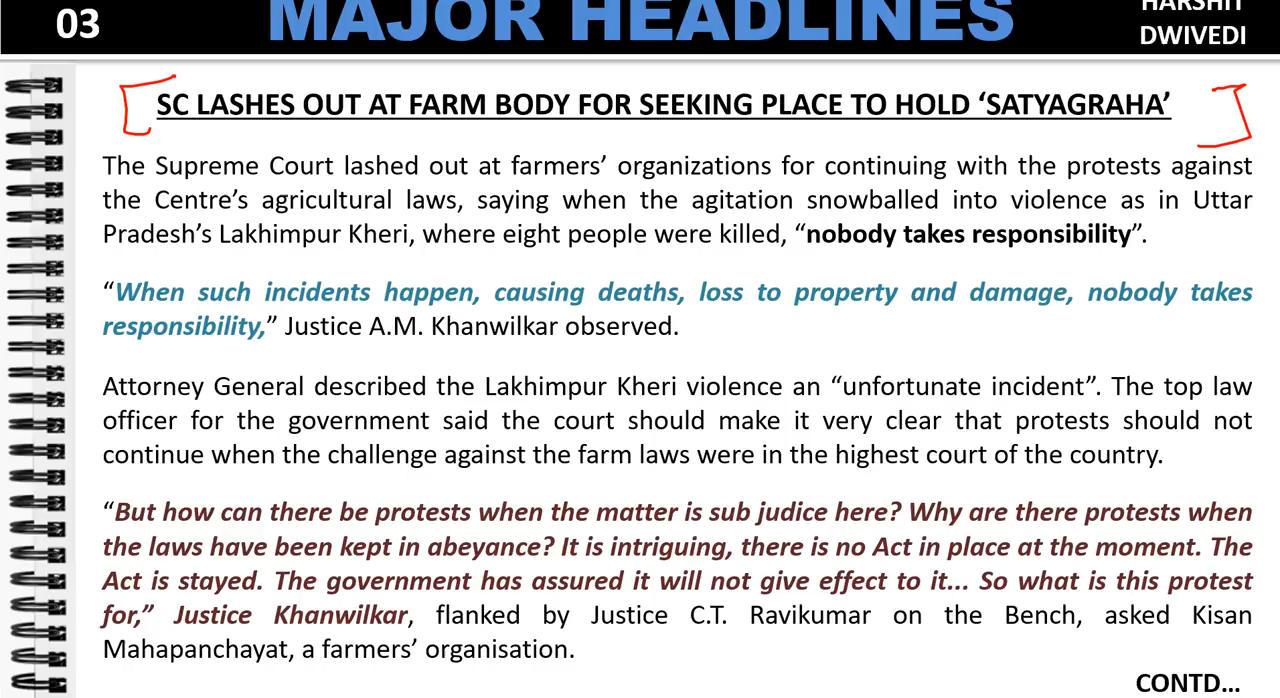 03
MAJOR HEADLINES
HARSHIT
DWIVEDI
SC LASHES OUT AT FARM BODY FOR SEEKING PLACE TO HOLD ‘SATYAGRAHA’
The Supreme Court lashed out at farmers’ organizations for continuing with the protests against
the Centre’s agricultural laws, saying when the agitation snowballed into violence as in Uttar
Pradesh’s Lakhimpur Kheri, where eight people were killed, “nobody takes responsibility”.
“When such incidents happen, causing deaths, loss to property and damage, nobody takes
responsibility,” Justice A.M. Khanwilkar observed.
Attorney General described the Lakhimpur Kheri violence an “unfortunate incident”. The top law
officer for the government said the court should make it very clear that protests should not
continue when the challenge against the farm laws were in the highest court of the country.
“But how can there be protests when the matter is sub judice here? Why are there protests when
the laws have been kept in abeyance? It is intriguing, there is no Act in place at the moment. The
Act is stayed. The government has assured it will not give effect to it... So what is this protest
for,” Justice Khanwilkar, flanked by Justice C.T. Ravikumar on the Bench, asked Kisan
Mahapanchayat, a farmers’ organisation.
CONTD...